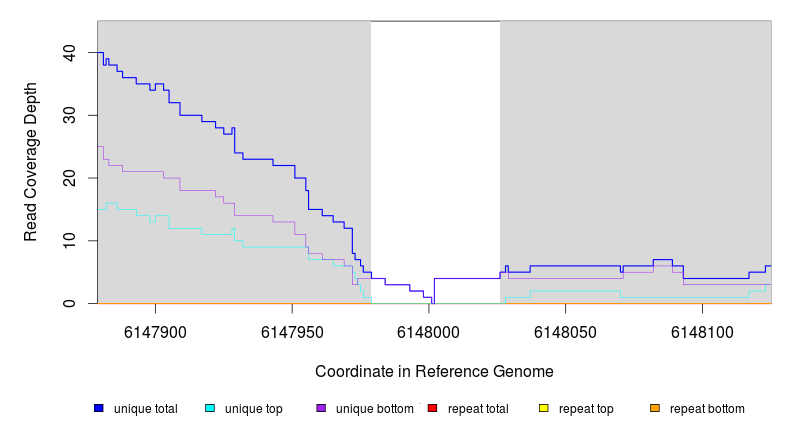 Read Coverage Depth
40
30
20
10
0
6147900 6147950 6148000 6148050 6148100
Coordinate in Reference Genome
unique total unique top unique bottom repeat total repeat top repeat bottom